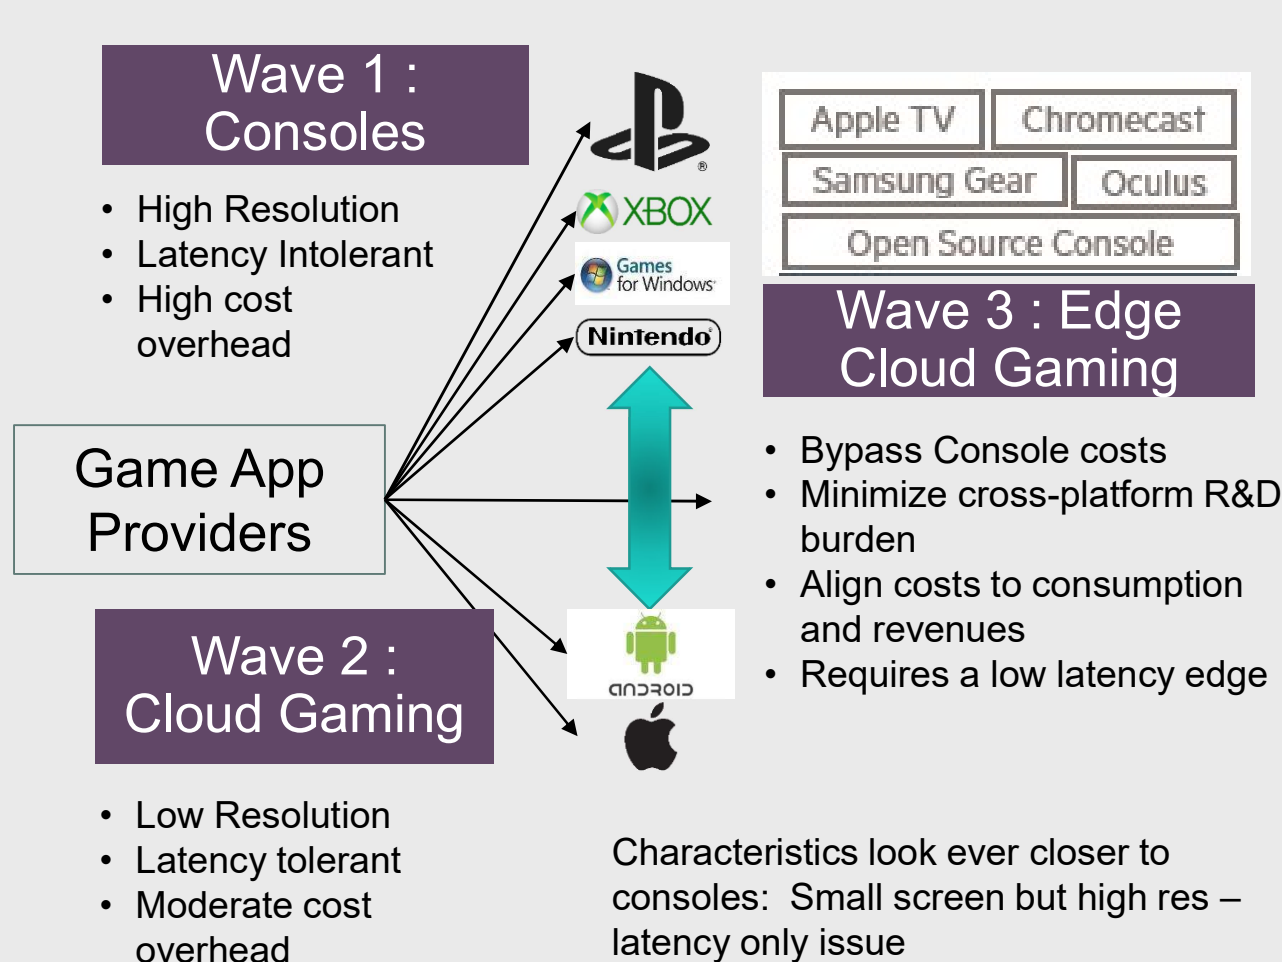 Wave 1 :
Consoles
• High Resolution
• Latency Intolerant
• High cost
overhead
®
XBOX
Games
for Windows
Nintendo®
Apple TV
Chromecast
Samsung Gear
Oculus
Open Source Console
Wave 3 : Edge
Cloud Gaming
• Bypass Console costs
• Minimize cross-platform R&D
burden
• Align costs to consumption
and revenues
• Requires a low latency edge
Game App
Providers
Wave 2 :
Cloud Gaming
• Low Resolution
• Latency tolerant
• Moderate cost
overhead
ANDROID
Characteristics look ever closer to
consoles:  Small screen but high res –
latency only issue